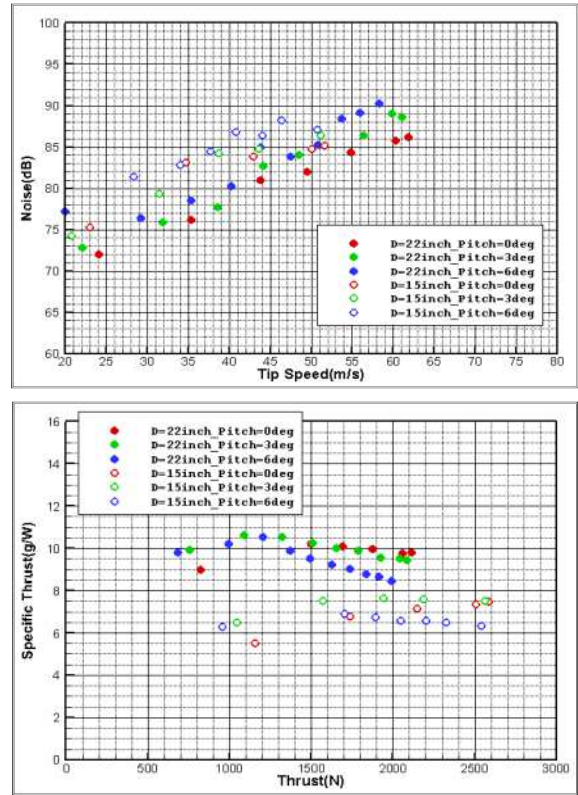 100
95
90
85
80
75
70
65
60
Noise(dB)
D=22inch_Pitch=0deg
D=22inch_Pitch=3deg
D=22inch_Pitch=6deg
D=15inch_Pitch=0deg
D=15inch_Pitch=3deg
D=15inch_Pitch=6deg
20 25 30 35 40 45 50 55 60 65 70 75 80
Tip Speed(m/s)
16
14
12
10
8
6
4
2
0
Specific Thrust(g/W)
D=22inch_Pitch=0deg
D=22inch_Pitch=3deg
D=22inch_Pitch=6deg
D=15inch_Pitch=0deg
D=15inch_Pitch=3deg
D=15inch_Pitch=6deg
0 500 1000 1500 2000 2500 3000
Thrust(N)